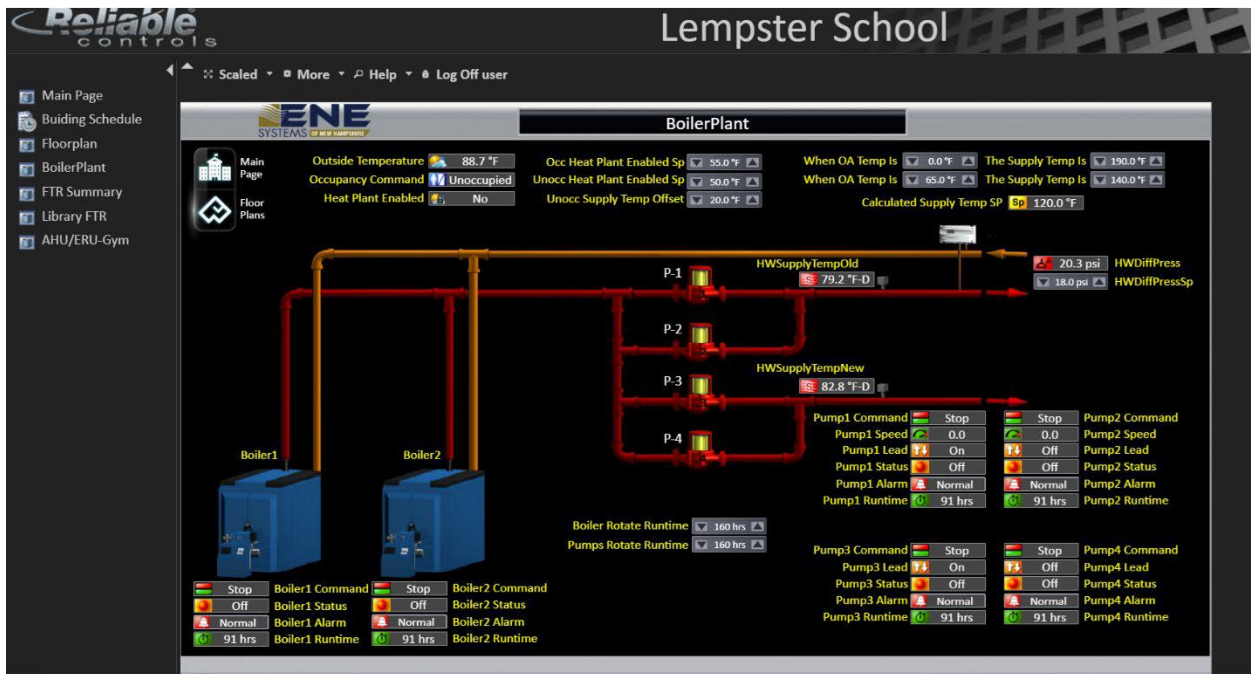 Reliable
controls
Lempster School
Scaled More Help Log Off user
Main Page
Buiding Schedule
Floorplan
BoilerPlant
FTR Summary
Library FTR
AHU/ERU-Gym
ENE
SYSTEMS OF NEW HAMPSHIRE
BoilerPlant
Main
Page
Floor
Plans
Outside Temperature 88.7 °F
Occupancy Command Unoccupied
Heat Plant Enabled No
Occ Heat Plant Enabled Sp 55.0 °F
Unocc Heat Plant Enabled Sp 50.0 °F
Unocc Supply Temp Offset 20.0 °F
When OA Temp Is 0.0 °F The Supply Temp Is 190.0 °F
When OA Temp Is 65.0 °F The Supply Temp Is 140.0 °F
Calculated Supply Temp SP Sp 120.0 °F
20.3 psi HWDiffPress
18.0 psi HWDiffPressSp
P-1
HWSupplyTempOld
79.2 °F-D
P-2
HWSupplyTempNew
P-3
82.8 °F-D
P-4
Boiler1
Boiler2
Pump1 Command Stop Stop Pump2 Command
Pump1 Speed 0.0 0.0 Pump2 Speed
Pump1 Lead On Off Pump2 Lead
Pump1 Status Off Off Pump2 Status
Pump1 Alarm Normal Normal Pump2 Alarm
Pump1 Runtime 91 hrs 91 hrs Pump2 Runtime
Boiler Rotate Runtime 160 hrs
Pumps Rotate Runtime 160 hrs
Pump3 Command Stop Stop Pump4 Command
Pump3 Lead On Off Pump4 Lead
Pump3 Status Off Off Pump4 Status
Pump3 Alarm Normal Normal Pump4 Alarm
Pump3 Runtime 91 hrs 91 hrs Pump4 Runtime
Stop Boiler1 Command Stop Boiler2 Command
Off Boiler1 Status Off Boiler2 Status
Normal Boiler1 Alarm Normal Boiler2 Alarm
91 hrs Boiler1 Runtime 91 hrs Boiler2 Runtime